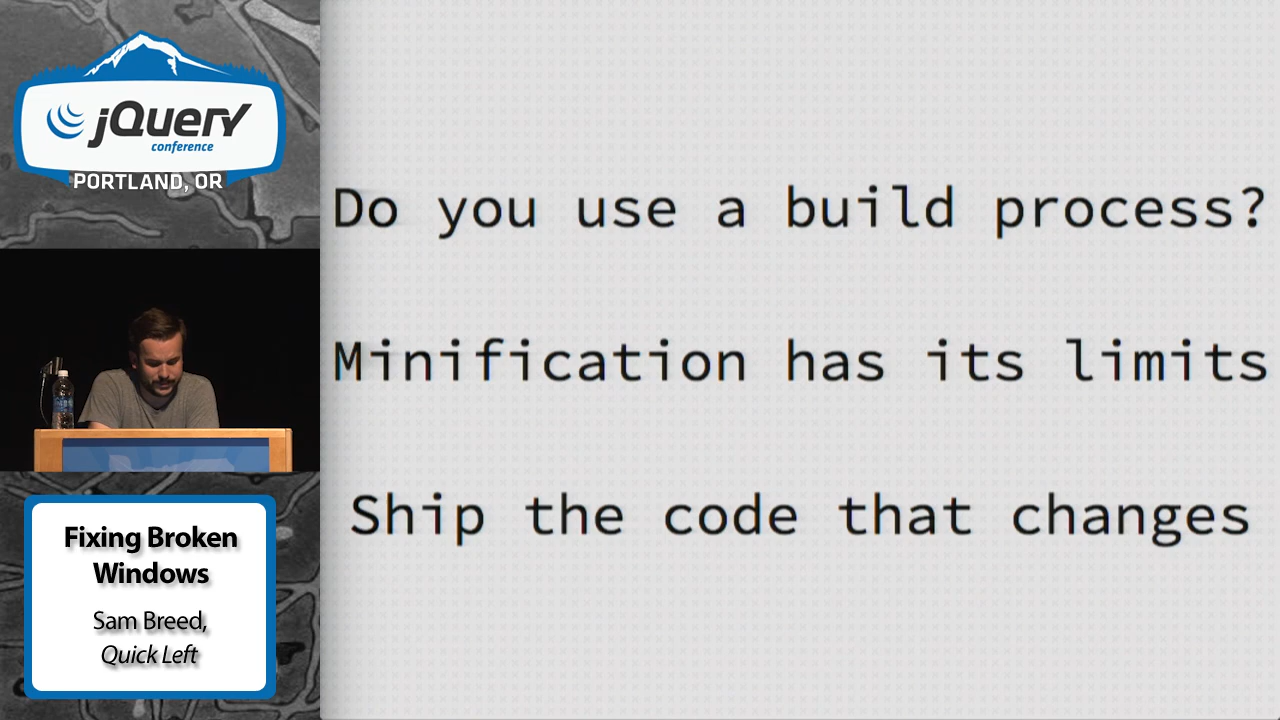 jQuery
conference
PORTLAND, OR
Do you use a build process?
Minification has its limits
Ship the code that changes
Fixing Broken
Windows
Sam Breed,
Quick Left